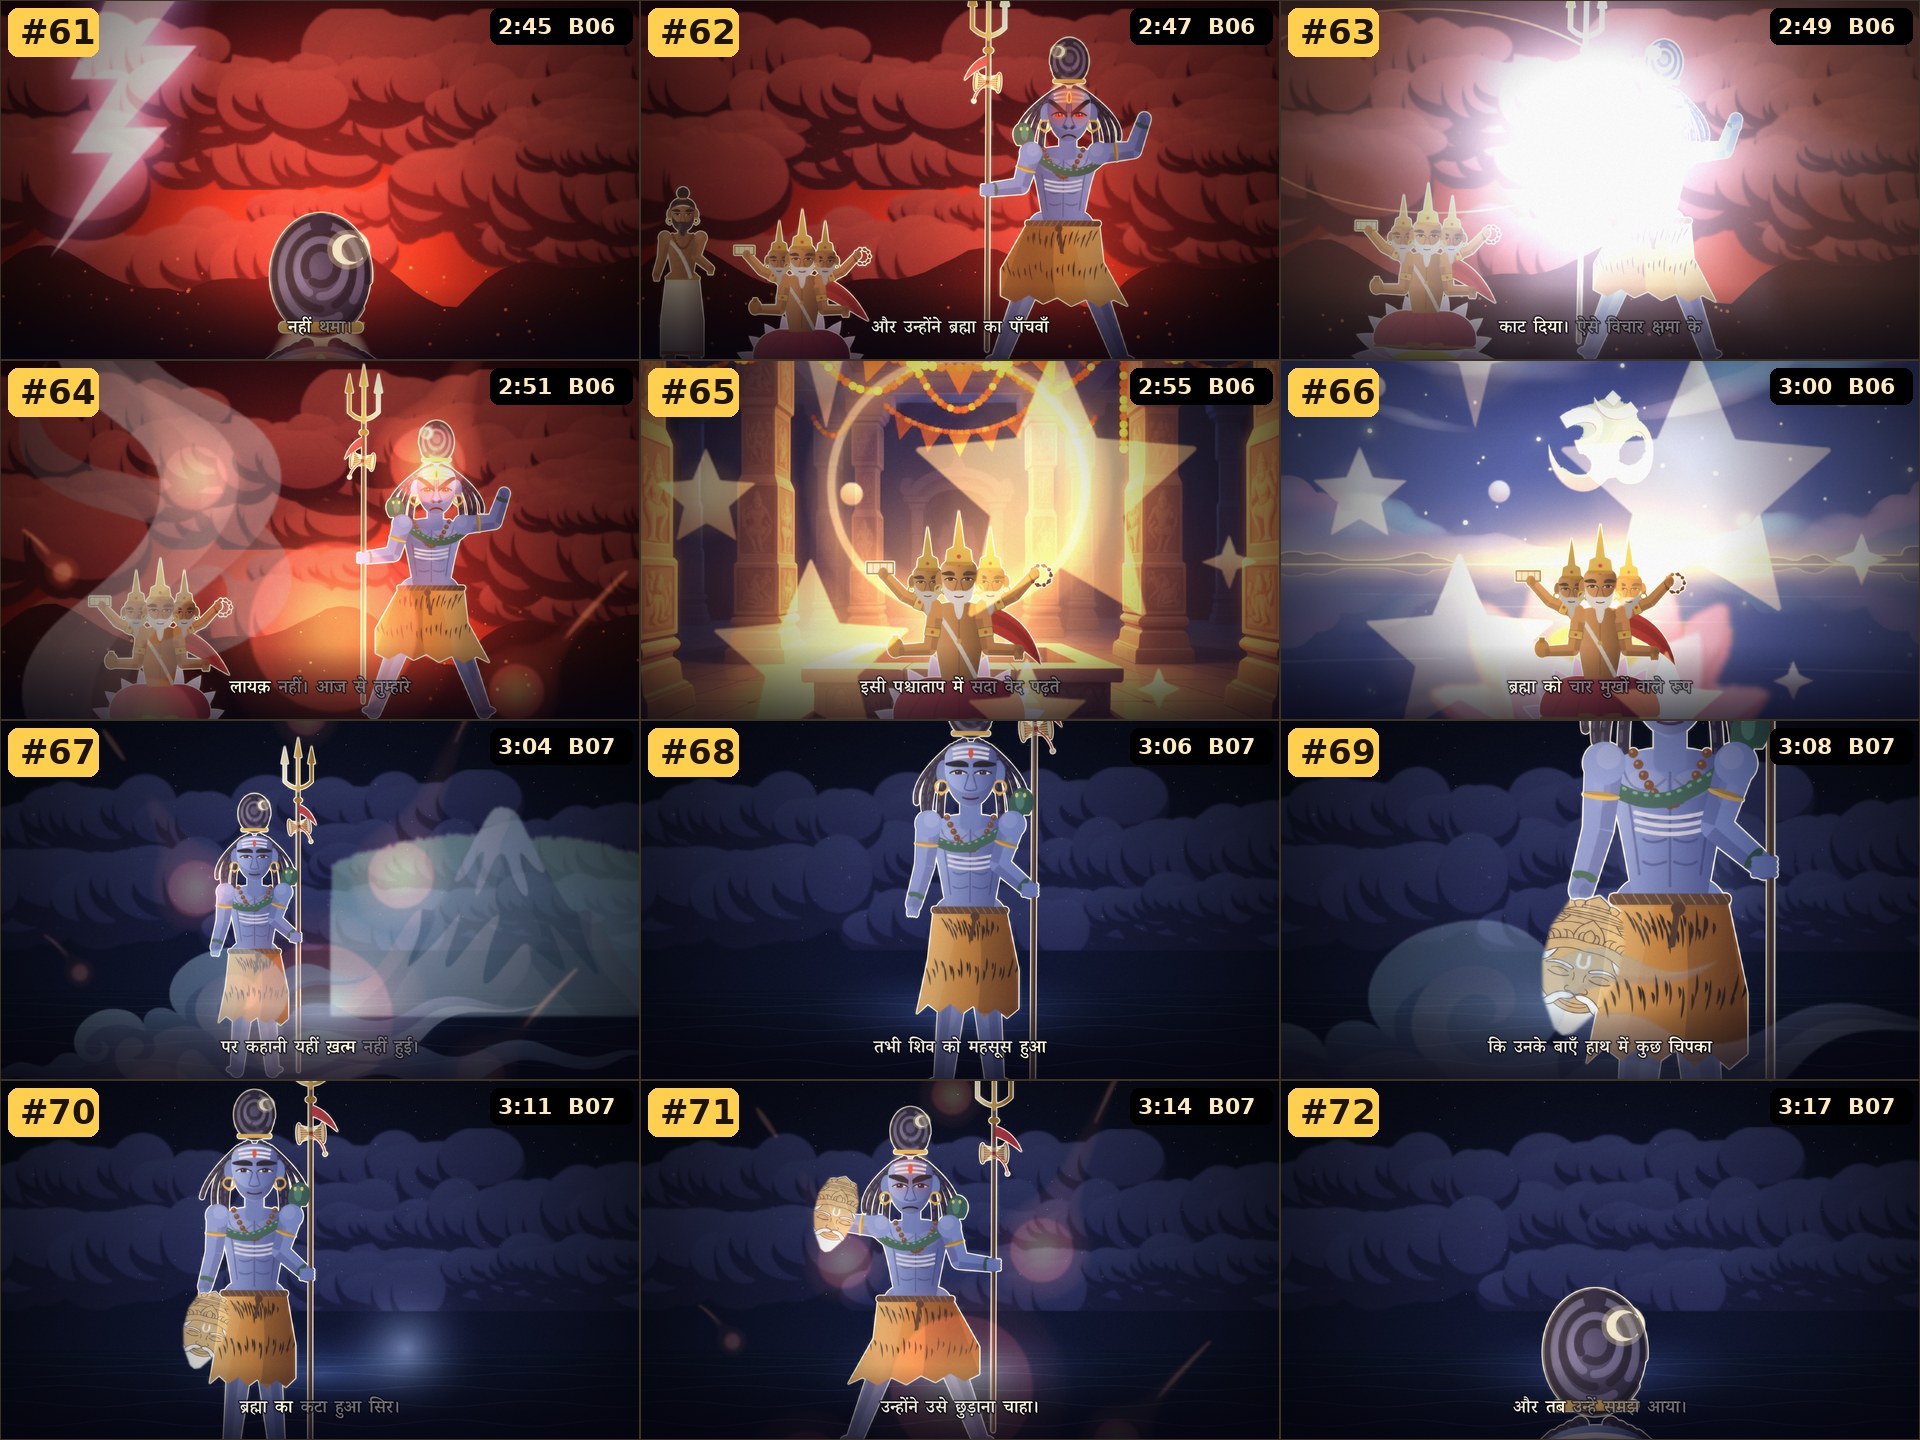 #61
2:45 B06
नहीं थमा।
#62
2:47 B06
और उन्होंने ब्रह्मा का पाँचवाँ
#63
2:49 B06
काट दिया। ऐसे विचार क्षमा के
#64
2:51 B06
लायक़ नहीं। आज से तुम्हारे
#65
2:55 B06
इसी पश्चाताप में सदा वेद पढ़ते
#66
3:00 B06
ब्रह्मा को चार मुखों वाले रूप
#67
3:04 B07
पर कहानी यहीं ख़त्म नहीं हुई।
#68
3:06 B07
तभी शिव को महसूस हुआ
#69
3:08 B07
कि उनके बाएँ हाथ में कुछ चिपका
#70
3:11 B07
ब्रह्मा का कटा हुआ सिर।
#71
3:14 B07
उन्होंने उसे छुड़ाना चाहा।
#72
3:17 B07
और तब उन्हें समझ आया।